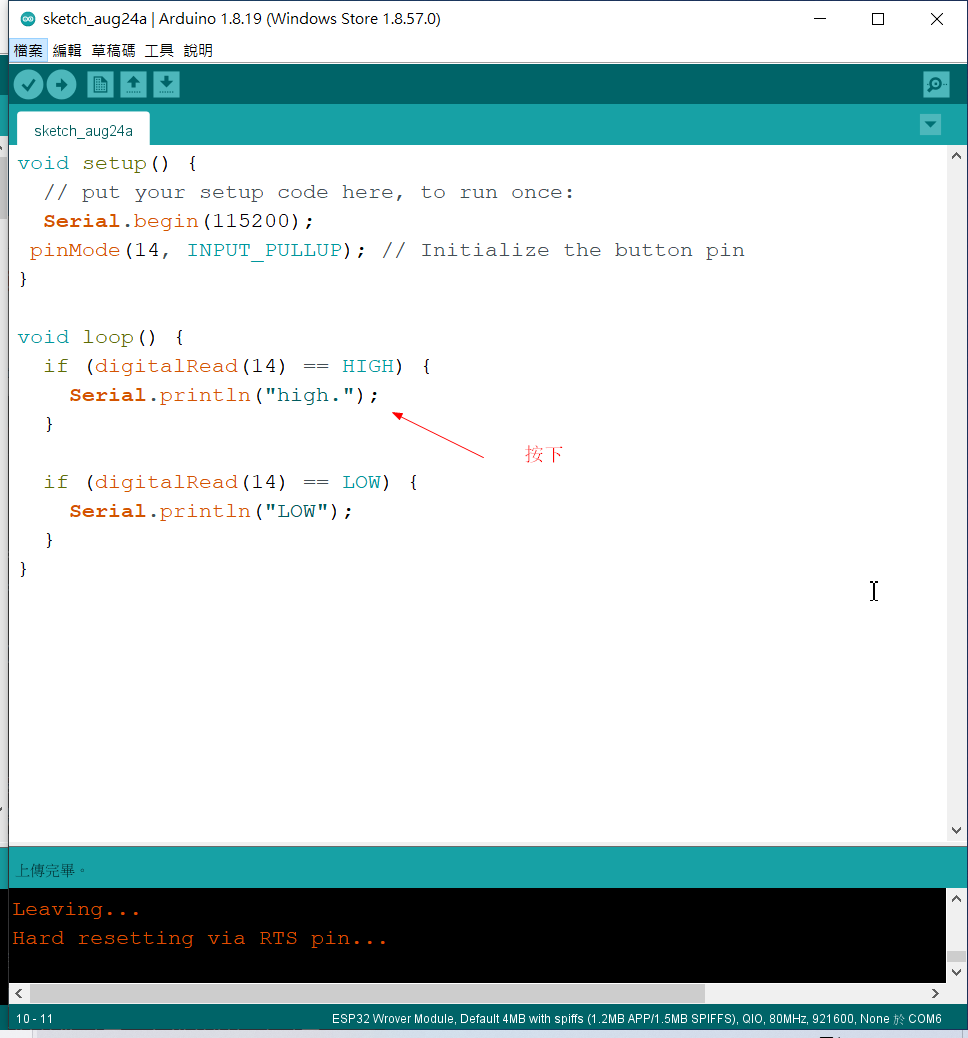 sketch_aug24a | Arduino 1.8.19 (Windows Store 1.8.57.0)
檔案 編輯 草稿碼 工具 說明
sketch_aug24a
void setup() {
  // put your setup code here, to run once:
  Serial.begin(115200);
 pinMode(14, INPUT_PULLUP); // Initialize the button pin
}
void loop() {
  if (digitalRead(14) == HIGH) {
    Serial.println("high.");
  }
按下
  if (digitalRead(14) == LOW) {
    Serial.println("LOW");
  }
}
上傳完畢。
Leaving...
Hard resetting via RTS pin...
10 - 11
ESP32 Wrover Module, Default 4MB with spiffs (1.2MB APP/1.5MB SPIFFS), QIO, 80MHz, 921600, None 於 COM6